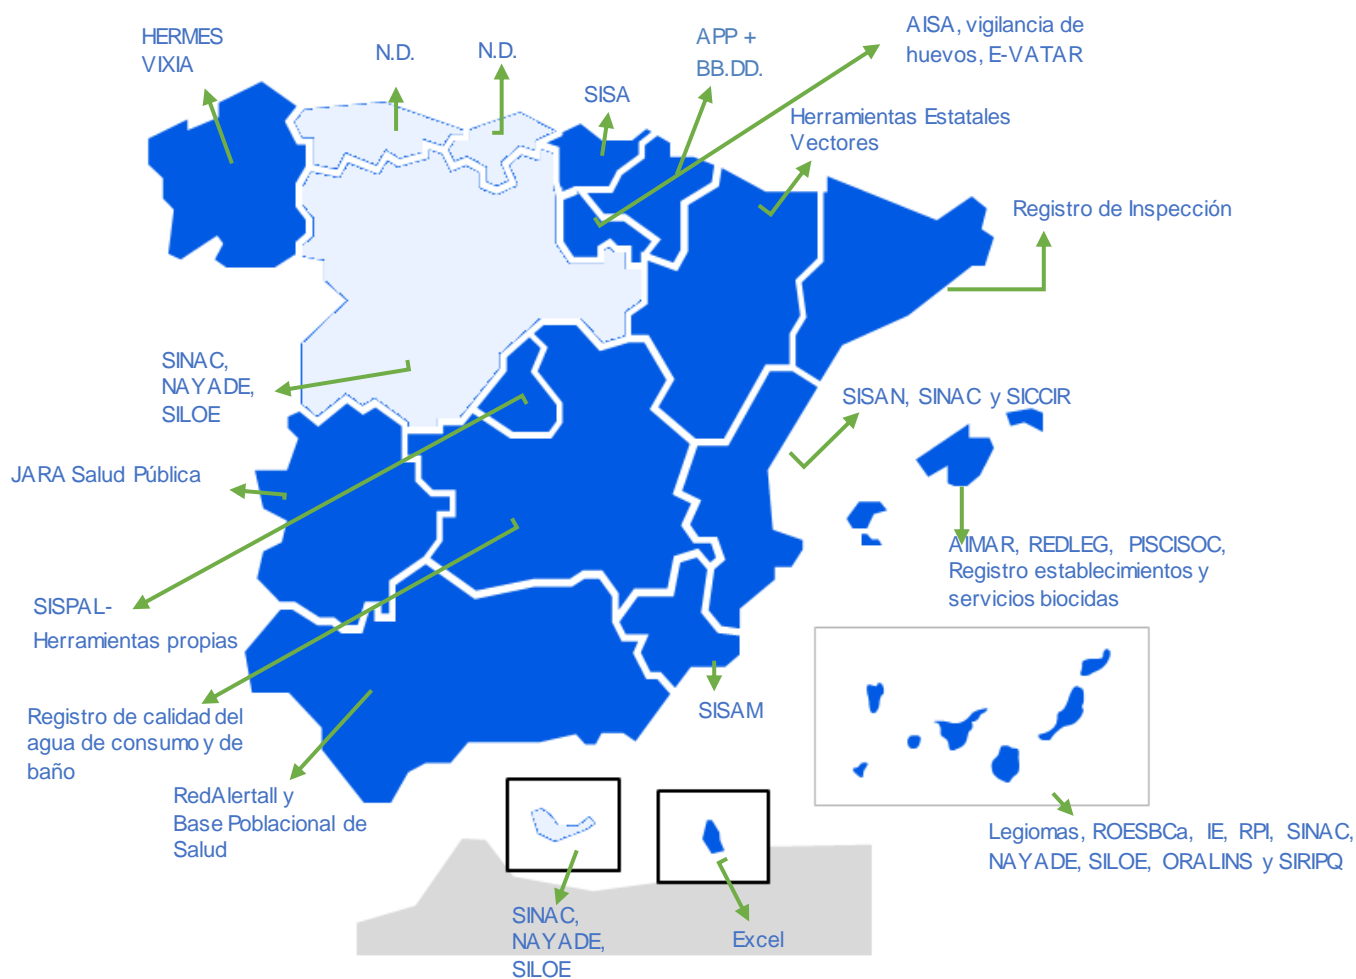 HERMES
VIXIA
N.D.
N.D.
APP +
BB.DD.
AISA, vigilancia de
huevos, E-VATAR
SISA
Herramientas Estatales
Vectores
Registro de Inspección
SINAC,
NAYADE,
SILOE
SISAN, SINAC y SICCIR
JARA Salud Pública
AIMAR, REDLEG, PISCISOC,
Registro establecimientos y
servicios biocidas
SISPAL-
Herramientas propias
SISAM
Registro de calidad del
agua de consumo y de
baño
RedAlertall y
Base Poblacional de
Salud
Legiomas, ROESBCa, IE, RPI, SINAC,
NAYADE, SILOE, ORALINS y SIRIPQ
SINAC,
NAYADE,
SILOE
Excel